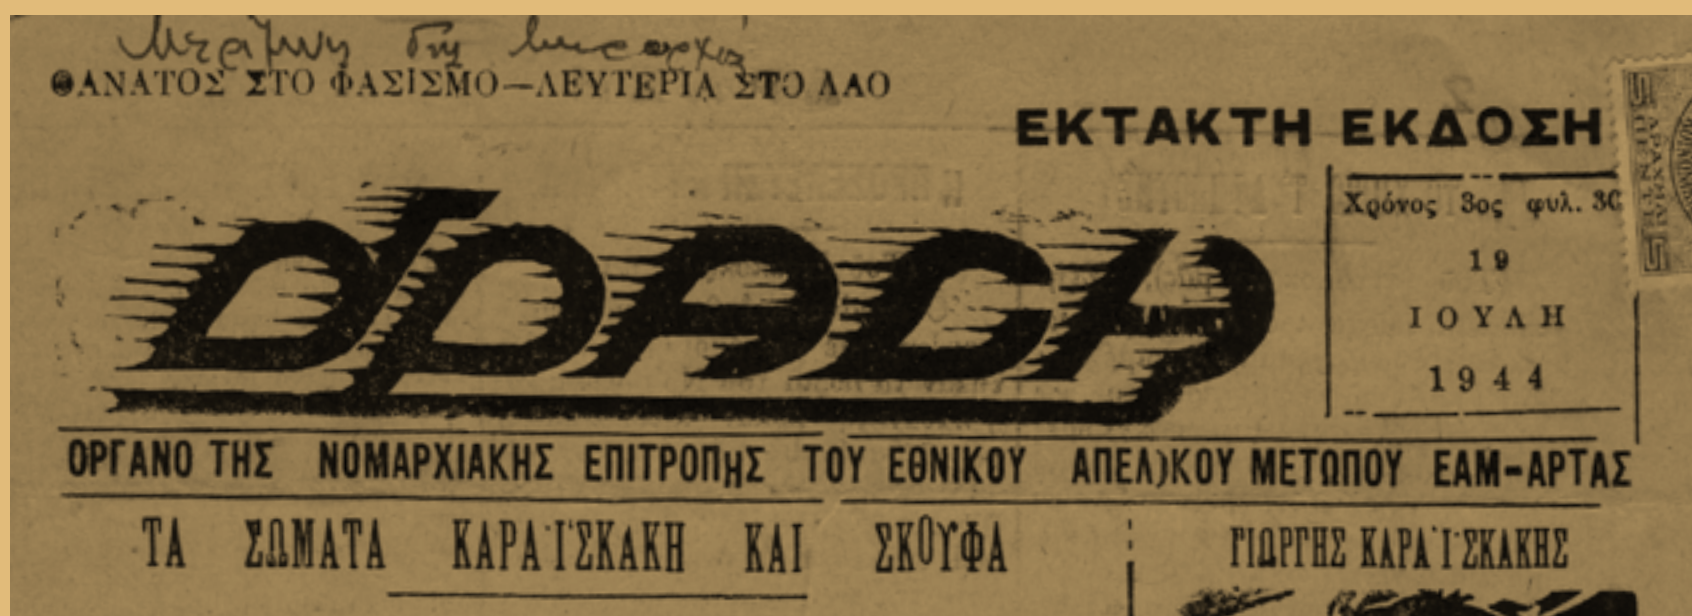 ΘΑΝΑΤΟΣ ΣΤΟ ΦΑΣΙΣΜΟ—ΛΕΥΤΕΡΙΑ ΣΤΟ ΛΑΟ
ΕΚΤΑΚΤΗ ΕΚΔΟΣΗ
Χρόνος 3ος φυλ. 30
19
ΙΟΥΛΗ
1944
ΔΡΑСΗ
ΟΡΓΑΝΟ ΤΗΣ ΝΟΜΑΡΧΙΑΚΗΣ ΕΠΙΤΡΟΠΗΣ ΤΟΥ ΕΘΝΙΚΟΥ ΑΠΕΛ)ΚΟΥ ΜΕΤΩΠΟΥ ΕΑΜ-ΑΡΤΑΣ
ΤΑ ΣΩΜΑΤΑ ΚΑΡΑΪΣΚΑΚΗ ΚΑΙ ΣΚΟΥΦΑ
ΓΙΩΡΓΗΣ ΚΑΡΑΪΣΚΑΚΗΣ